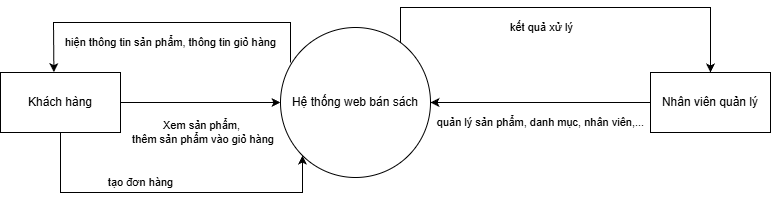 kết quả xử lý
hiện thông tin sản phẩm, thông tin giỏ hàng
Khách hàng
Hệ thống web bán sách
Nhân viên quản lý
Xem sản phẩm,
thêm sản phẩm vào giỏ hàng
quản lý sản phẩm, danh mục, nhân viên,...
tạo đơn hàng